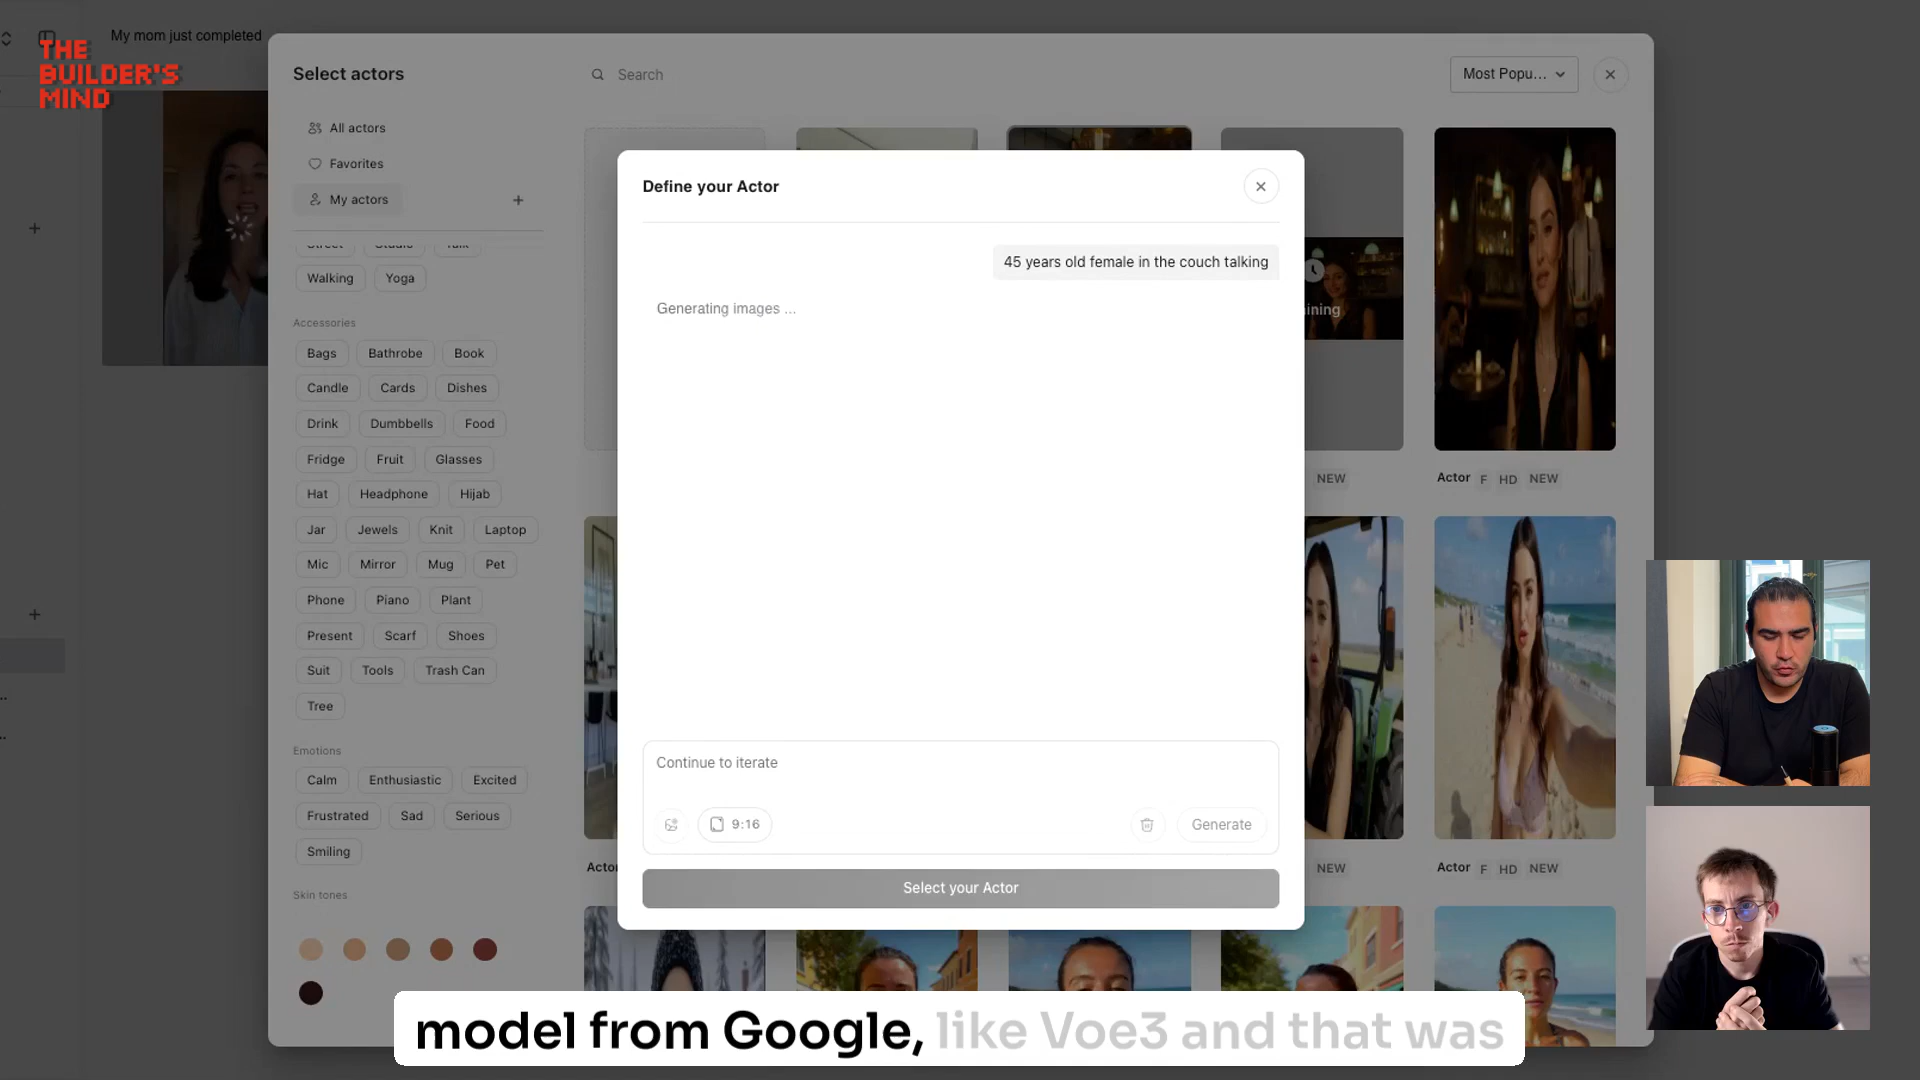 My mom just completed
THE
BUILDER'S
MIND
Select actors
Search
Most Popu...
All actors
Favorites
My actors
Street
Studio
Talk
Walking
Yoga
Accessories
Bags
Bathrobe
Book
Candle
Cards
Dishes
Drink
Dumbbells
Food
Fridge
Fruit
Glasses
Hat
Headphone
Hijab
Jar
Jewels
Knit
Laptop
Mic
Mirror
Mug
Pet
Phone
Piano
Plant
Present
Scarf
Shoes
Suit
Tools
Trash Can
Tree
Emotions
Calm
Enthusiastic
Excited
Frustrated
Sad
Serious
Smiling
Skin tones
Define your Actor
45 years old female in the couch talking
Generating images ...
Continue to iterate
9:16
Generate
Select your Actor
ining
NEW
Actor F HD NEW
Acto
NEW
Actor F HD NEW
model from Google, like Voe3 and that was